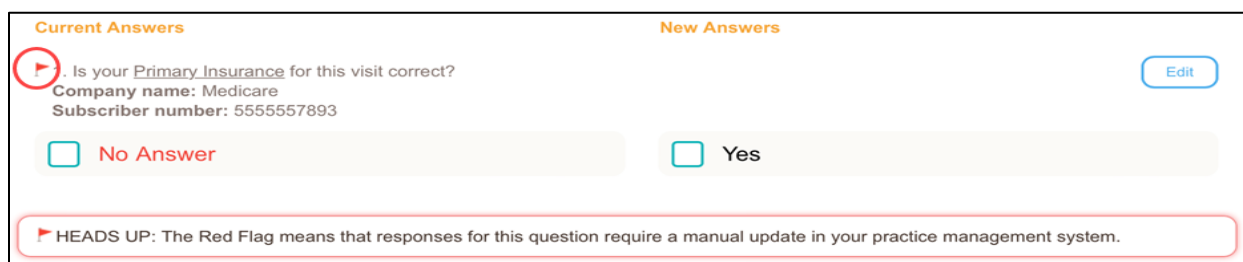 Current Answers New Answers
1. Is your Primary Insurance for this visit correct? Edit
Company name: Medicare
Subscriber number: 5555557893
No Answer Yes
HEADS UP: The Red Flag means that responses for this question require a manual update in your practice management system.